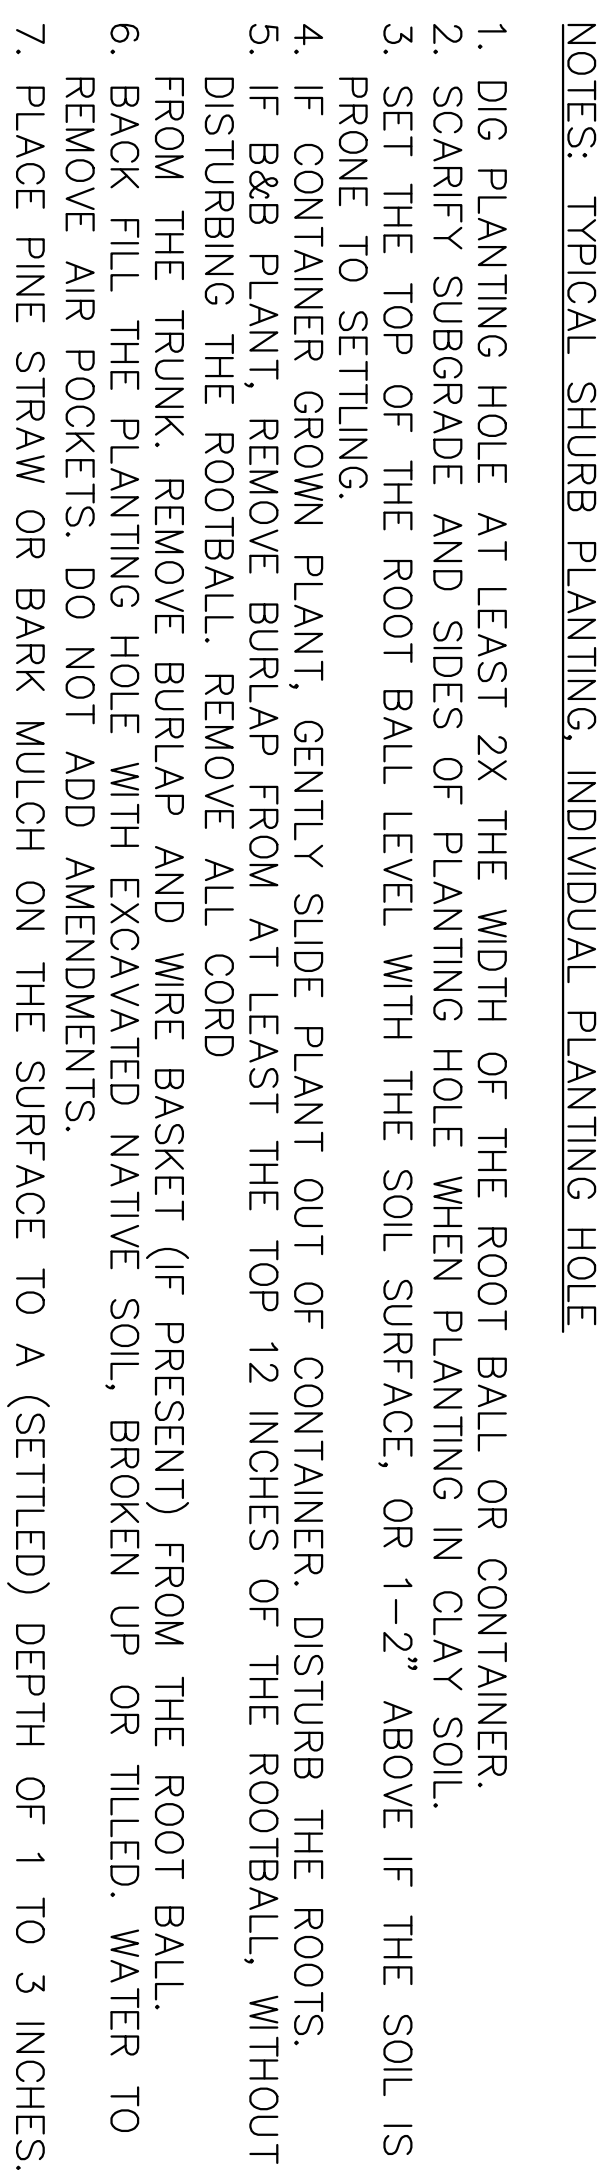 NOTES: TYPICAL SHURB PLANTING, INDIVIDUAL PLANTING HOLE
1. DIG PLANTING HOLE AT LEAST 2X THE WIDTH OF THE ROOT BALL OR CONTAINER.
2. SCARIFY SUBGRADE AND SIDES OF PLANTING HOLE WHEN PLANTING IN CLAY SOIL.
3. SET THE TOP OF THE ROOT BALL LEVEL WITH THE SOIL SURFACE, OR 1-2" ABOVE IF THE SOIL IS
PRONE TO SETTLING.
4. IF CONTAINER GROWN PLANT, GENTLY SLIDE PLANT OUT OF CONTAINER. DISTURB THE ROOTS.
5. IF B&B PLANT, REMOVE BURLAP FROM AT LEAST THE TOP 12 INCHES OF THE ROOTBALL, WITHOUT
DISTURBING THE ROOTBALL. REMOVE ALL CORD
FROM THE TRUNK. REMOVE BURLAP AND WIRE BASKET (IF PRESENT) FROM THE ROOT BALL.
6. BACK FILL THE PLANTING HOLE WITH EXCAVATED NATIVE SOIL, BROKEN UP OR TILLED. WATER TO
REMOVE AIR POCKETS. DO NOT ADD AMENDMENTS.
7. PLACE PINE STRAW OR BARK MULCH ON THE SURFACE TO A (SETTLED) DEPTH OF 1 TO 3 INCHES.